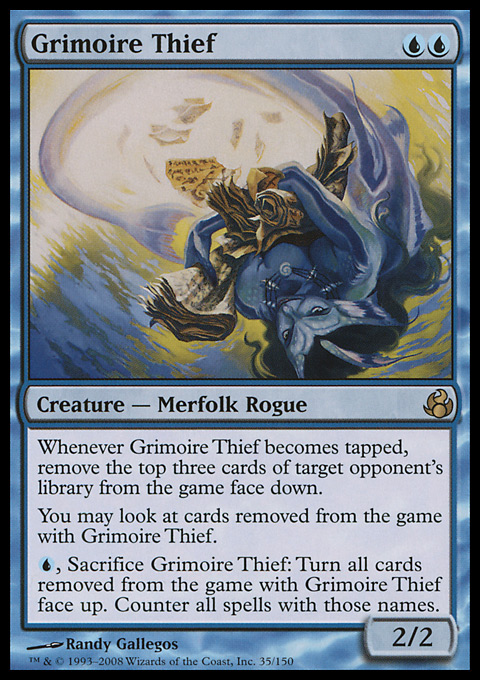 Grimoire Thief
Creature — Merfolk Rogue
Whenever Grimoire Thief becomes tapped,
remove the top three cards of target opponent's
library from the game face down.
You may look at cards removed from the game
with Grimoire Thief.
, Sacrifice Grimoire Thief: Turn all cards
removed from the game with Grimoire Thief
face up. Counter all spells with those names.
2/2
Randy Gallegos
™ & © 1993–2008 Wizards of the Coast, Inc. 35/150